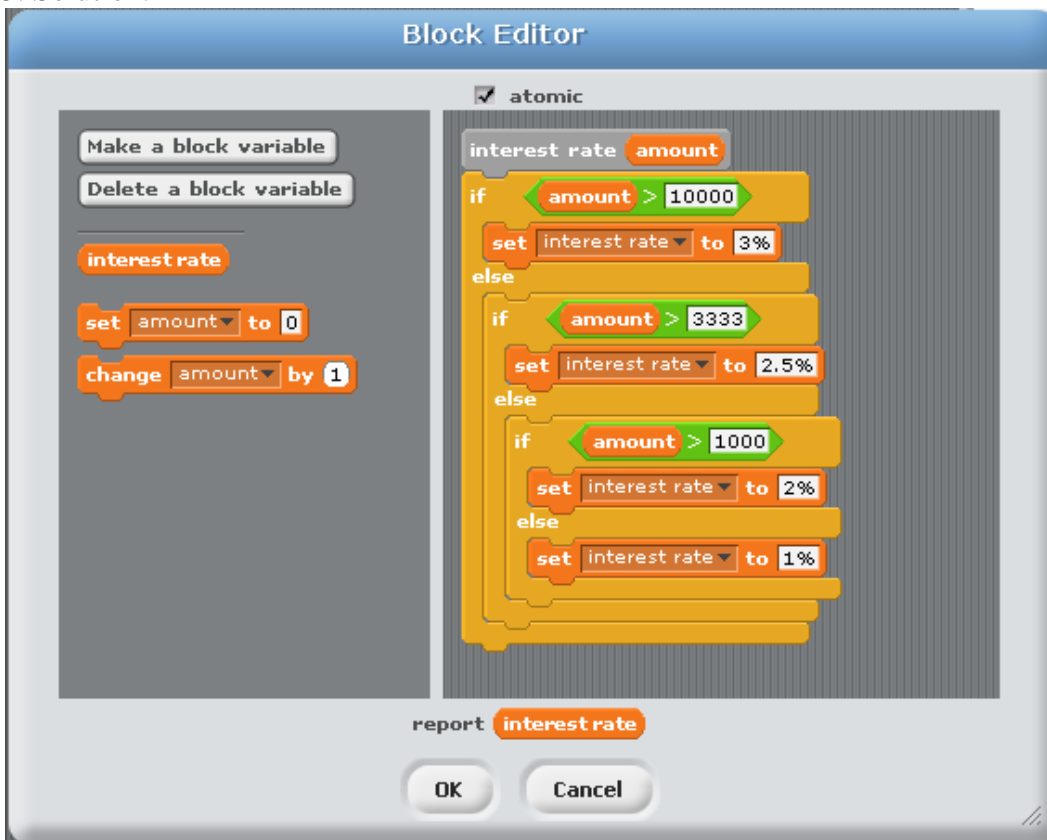 Block Editor
atomic
Make a block variable
Delete a block variable
interest rate
set amount to 0
change amount by 1
interest rate amount
if amount > 10000
set interest rate to 3%
else
if amount > 3333
set interest rate to 2.5%
else
if amount > 1000
set interest rate to 2%
else
set interest rate to 1%
report interest rate
OK Cancel